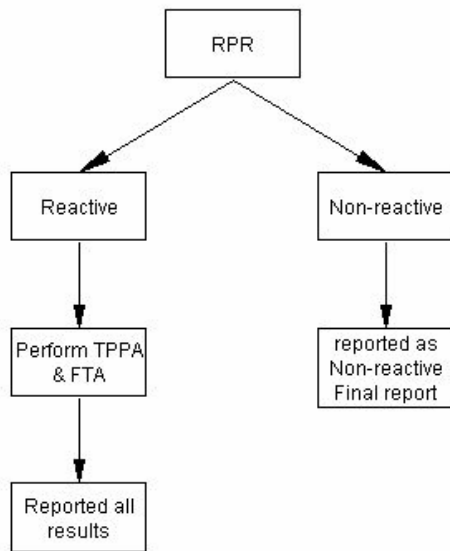 RPR
Reactive
Non-reactive
Perform TPPA
& FTA
reported as
Non-reactive
Final report
Reported all
results